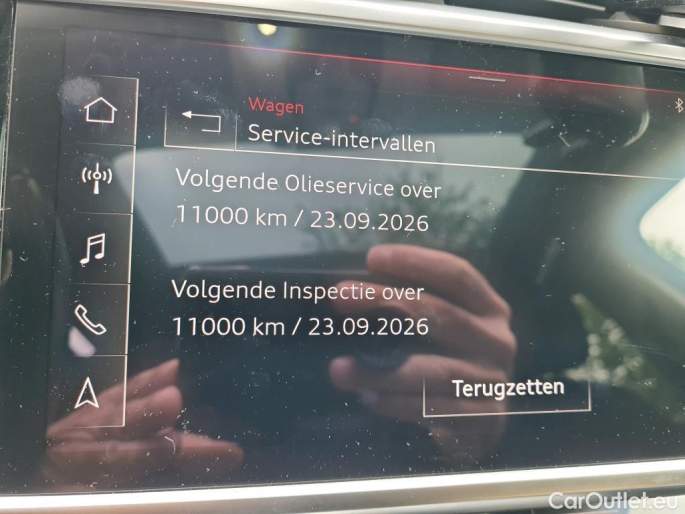 Wagen
Service-intervallen
Volgende Olieservice over
11000 km / 23.09.2026
Volgende Inspectie over
11000 km / 23.09.2026
Terugzetten
CarOutlet.eu